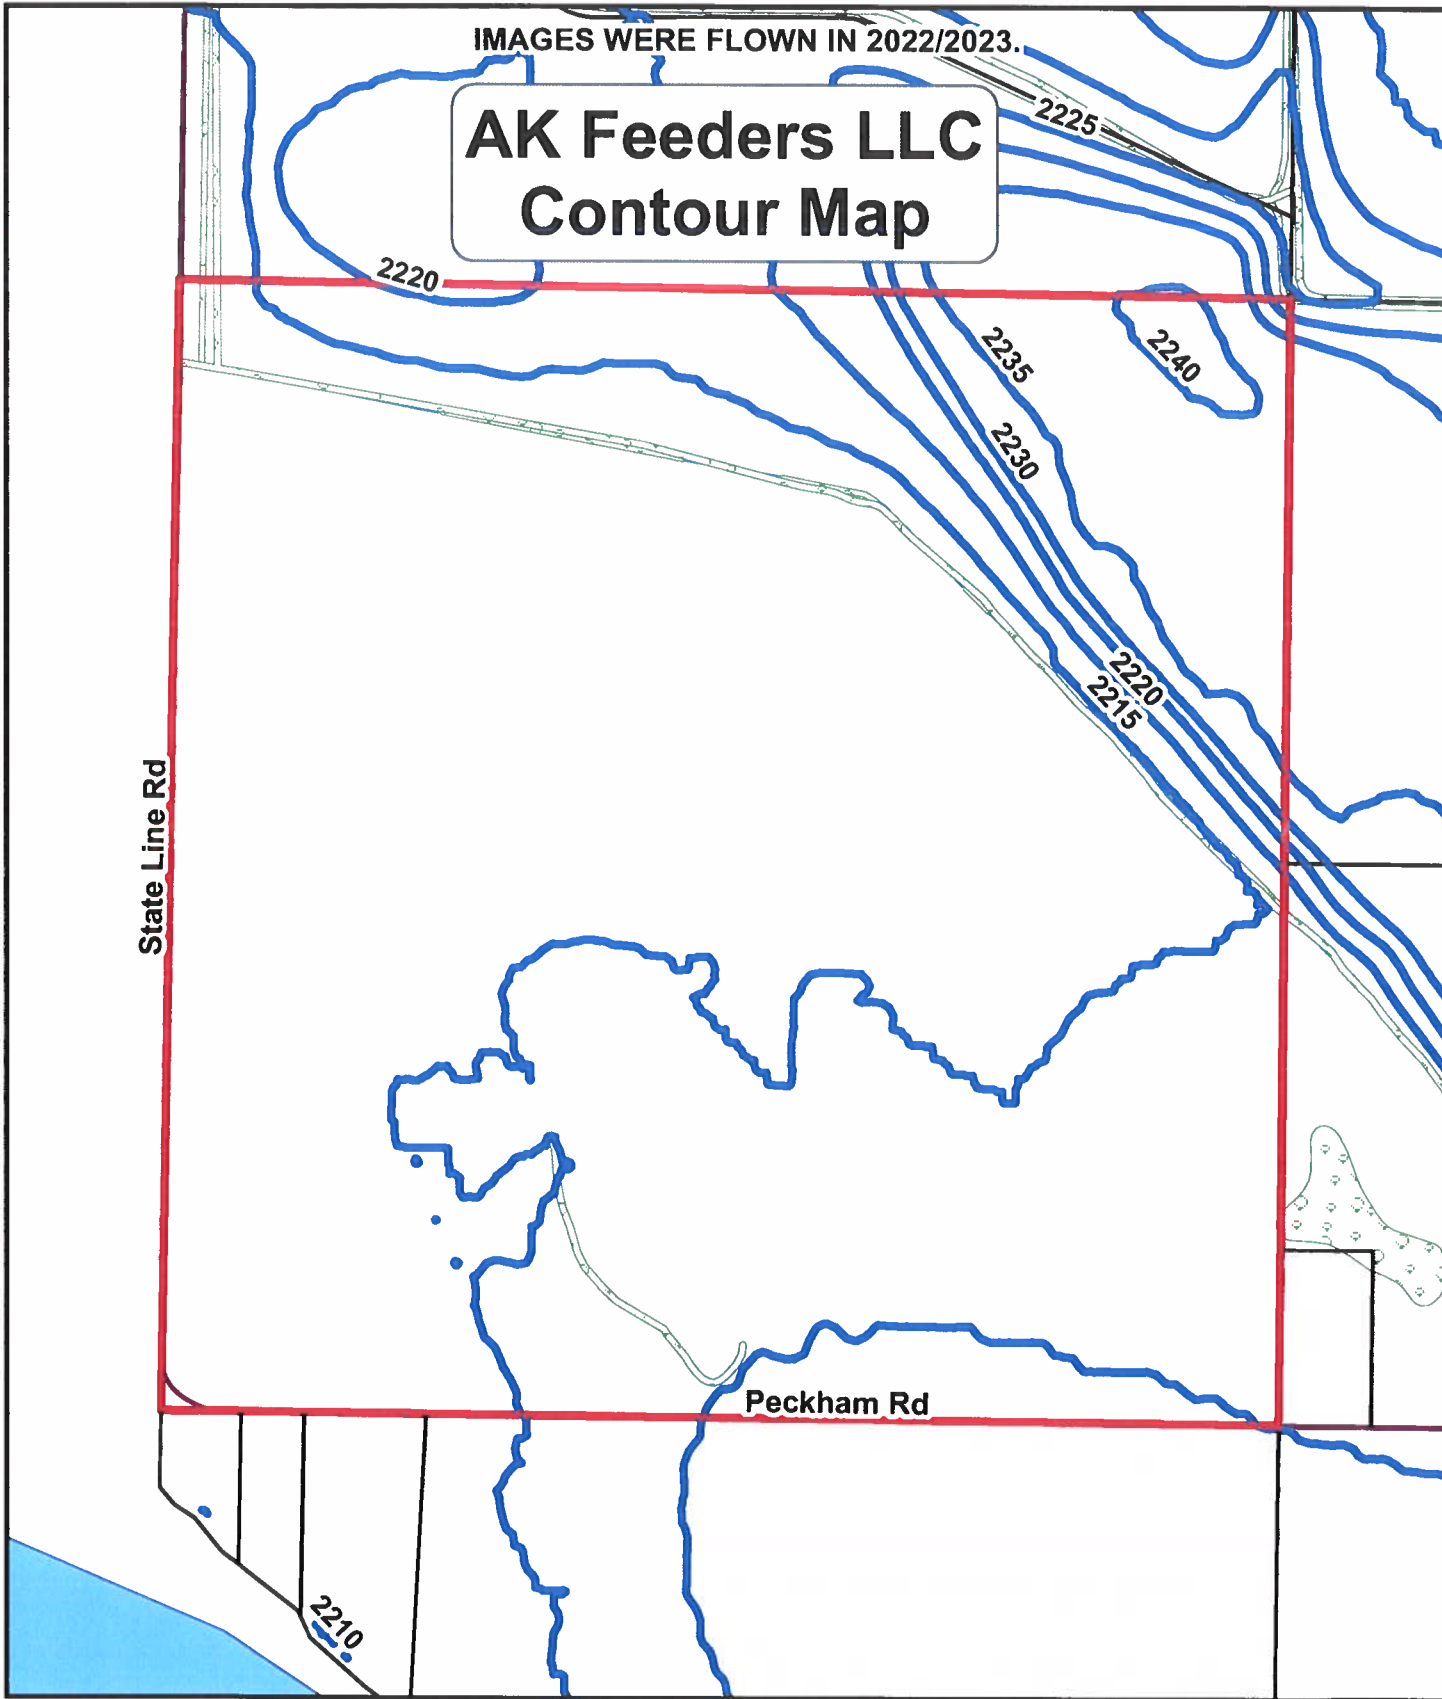 IMAGES WERE FLOWN IN 2022/2023.
AK Feeders LLC
Contour Map
2225
2220
2235
2240
2230
2220
2215
State Line Rd
Peckham Rd
2210